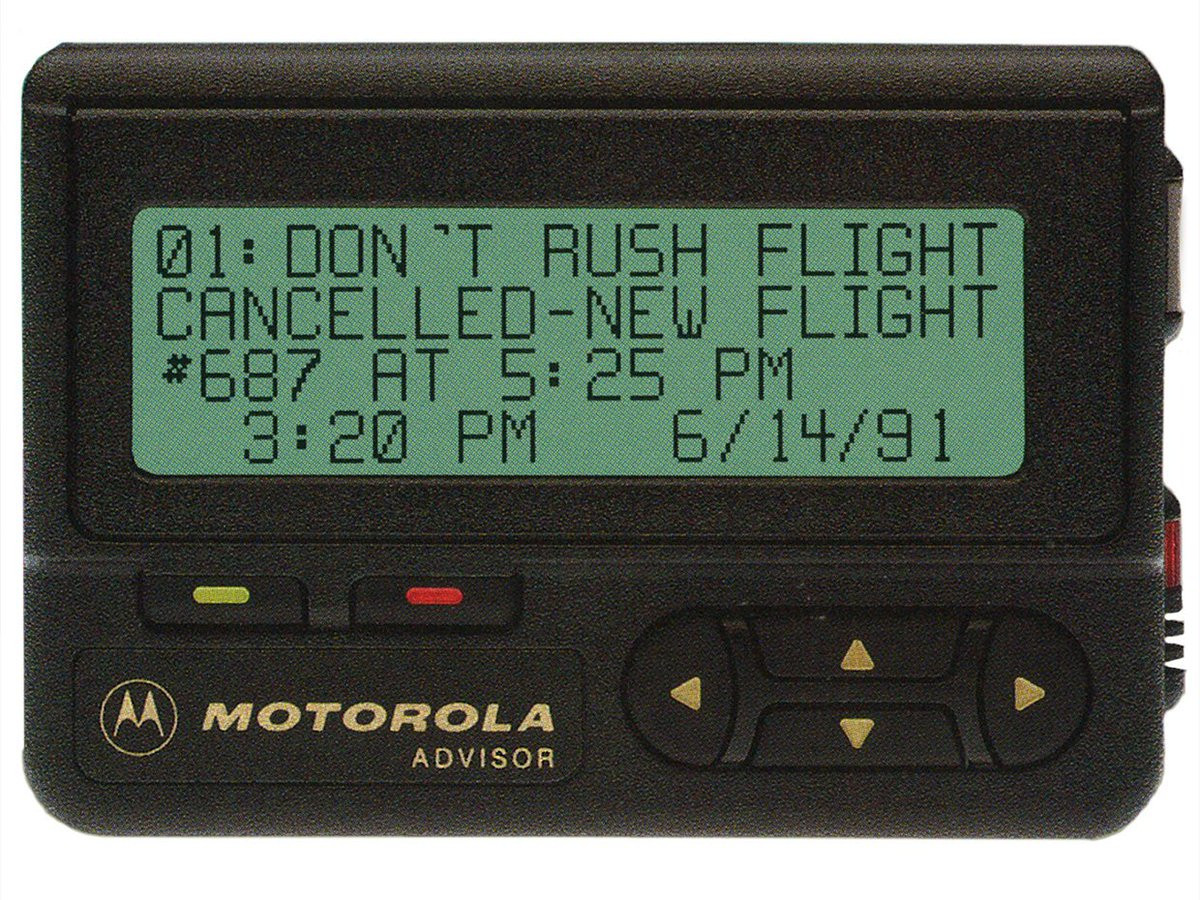 01: DON'T RUSH FLIGHT
CANCELLED-NEW FLIGHT
#687 AT 5:25 PM
3:20 PM 6/14/91
MOTOROLA
ADVISOR